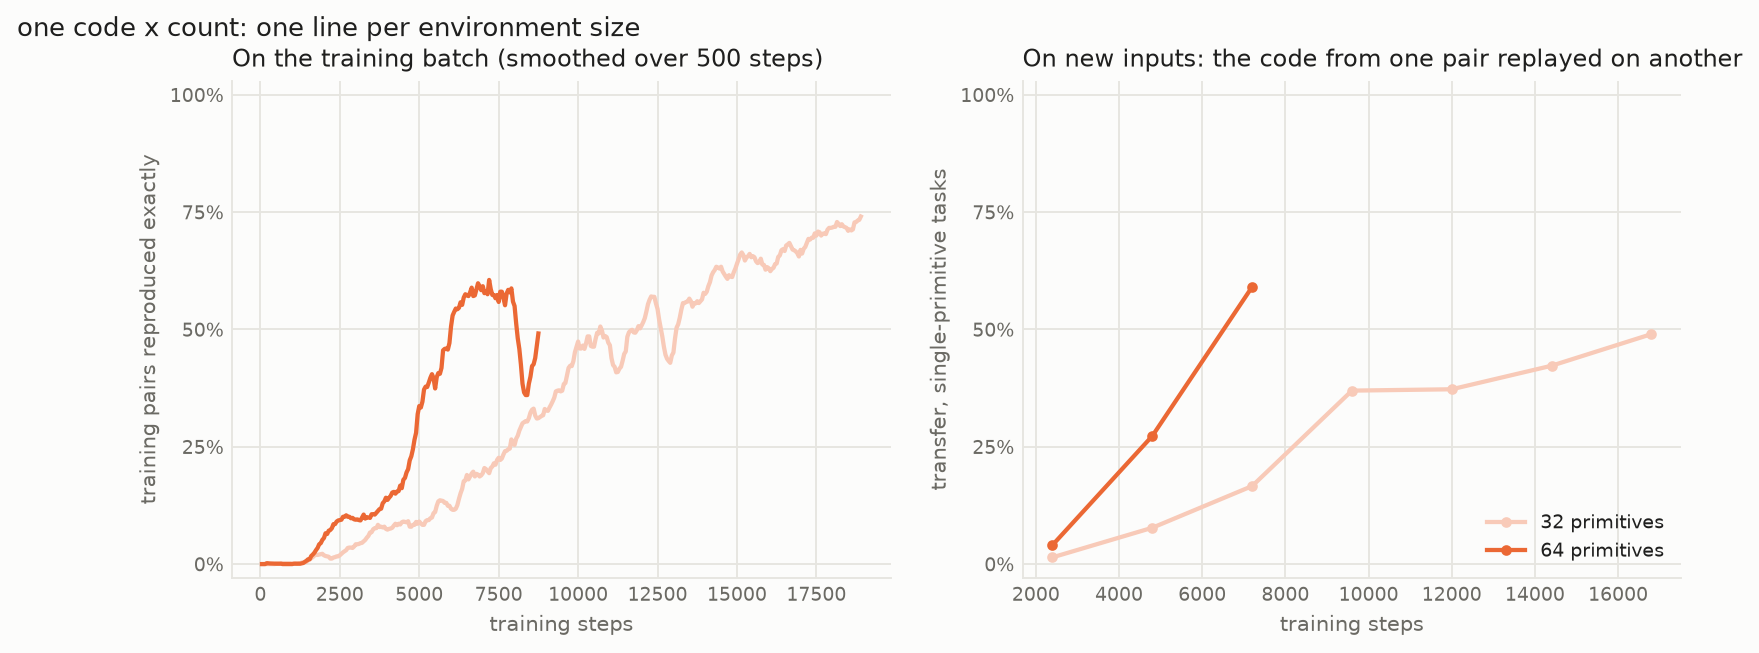 one code x count: one line per environment size
On the training batch (smoothed over 500 steps)
training pairs reproduced exactly
100%
75%
50%
25%
0%
0 2500 5000 7500 10000 12500 15000 17500
training steps
On new inputs: the code from one pair replayed on another
transfer, single-primitive tasks
100%
75%
50%
25%
0%
32 primitives
64 primitives
2000 4000 6000 8000 10000 12000 14000 16000
training steps